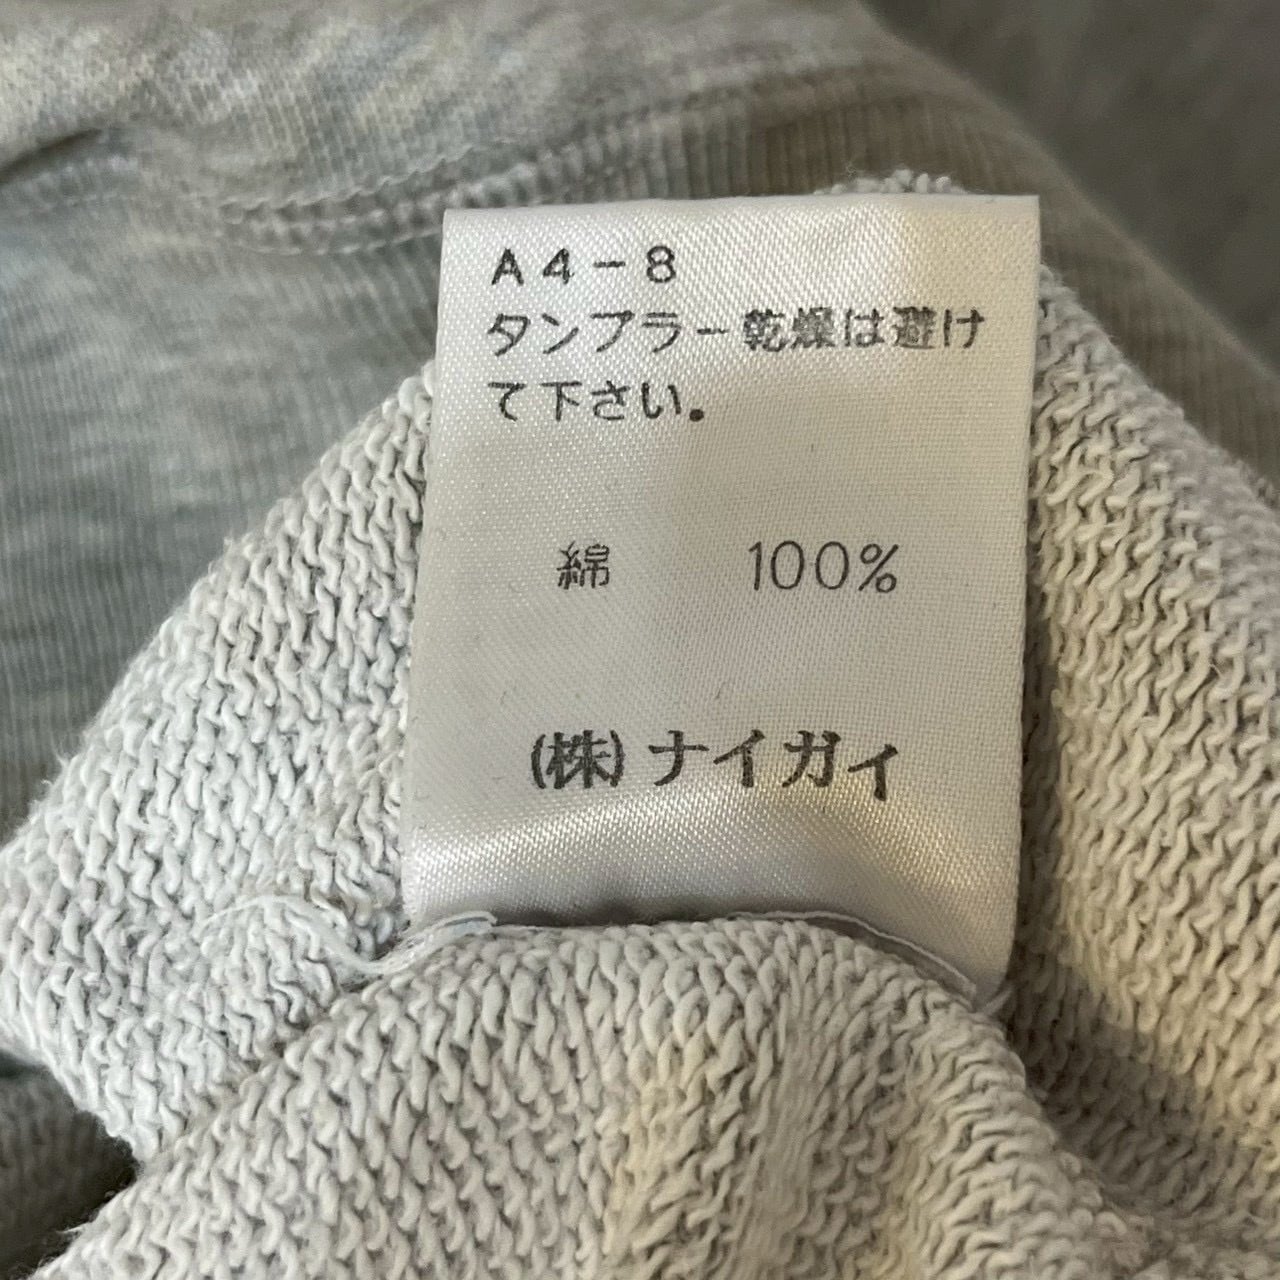 A4-8
タンブラー乾燥は避け
て下さい。
綿 100%
(株)ナイガイ